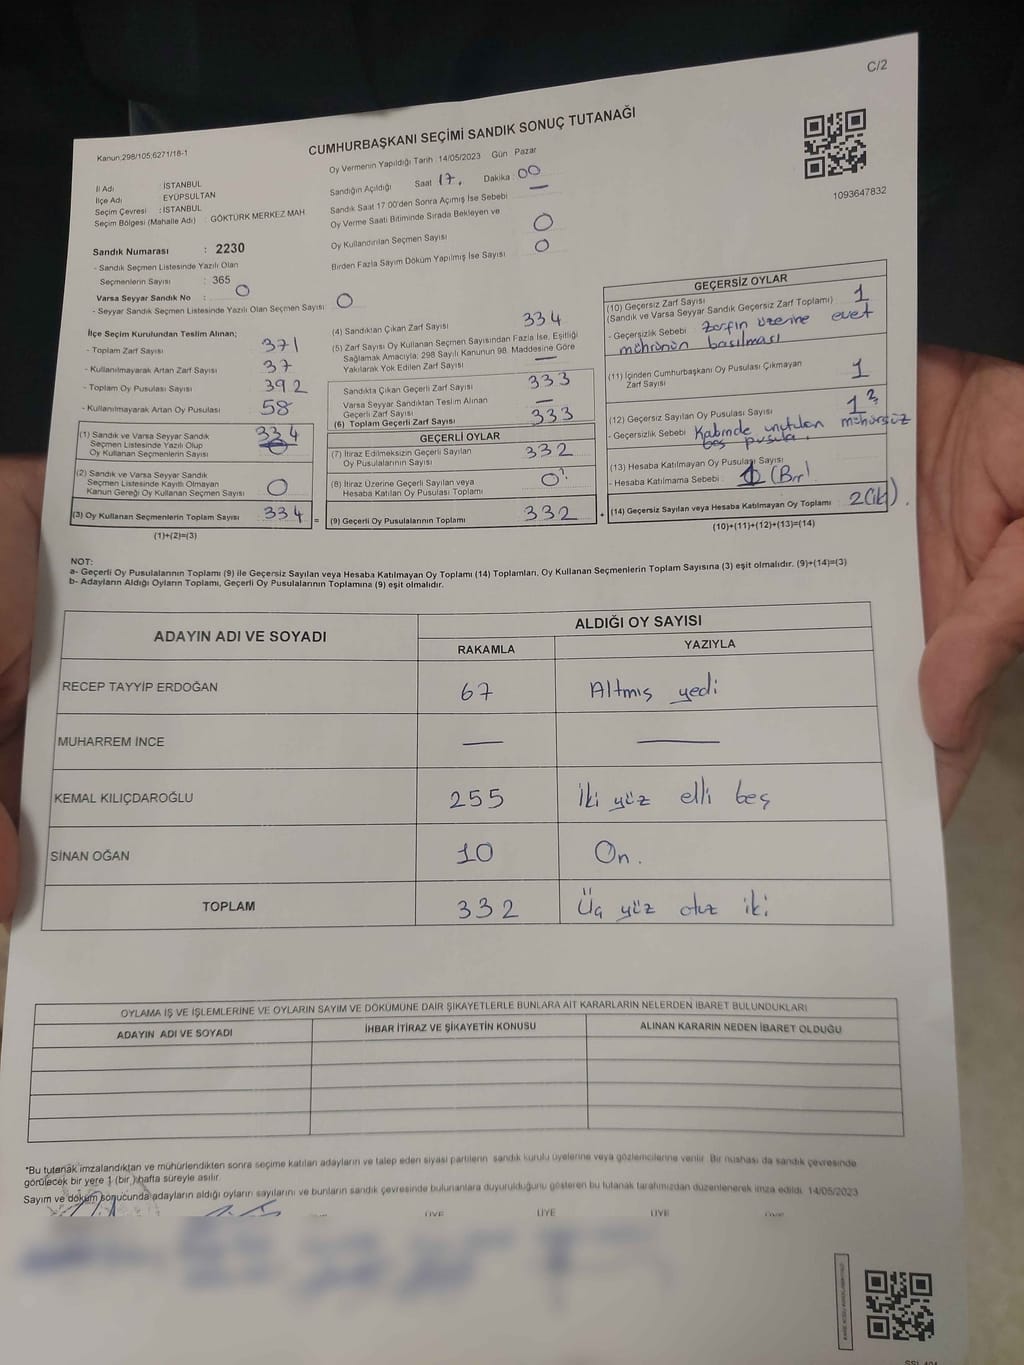 C/2
CUMHURBAŞKANI SEÇİMİ SANDIK SONUÇ TUTANAĞI
Kanun:298/105;6271/18-1
1093647832
İl Adı : İSTANBUL
İlçe Adı EYÜPSULTAN
Seçim Çevresi : İSTANBUL
Seçim Bölgesi (Mahalle Adı) : GÖKTÜRK MERKEZ MAH
Sandık Numarası : 2230
- Sandık Seçmen Listesinde Yazılı Olan
Seçmenlerin Sayısı : 365
Varsa Seyyar Sandık No : 0
- Seyyar Sandık Seçmen Listesinde Yazılı Olan Seçmen Sayısı: 0
Oy Vermenin Yapıldığı Tarih : 14/05/2023 Gün Pazar
Sandığın Açıldığı Saat 17. Dakika : 00
Sandık Saat 17:00'den Sonra Açmış İse Sebebi —
Oy Verme Saati Bitiminde Sırada Bekleyen ve
Oy Kullandırılan Seçmen Sayısı 0
Birden Fazla Sayım Döküm Yapılmış İse Sayısı 0
İlçe Seçim Kurulundan Teslim Alınan;
- Toplam Zarf Sayısı 371
- Kullanılmayarak Artan Zarf Sayısı 37
- Toplam Oy Pusulası Sayısı 392
- Kullanılmayarak Artan Oy Pusulası 58
(1) Sandık ve Varsa Seyyar Sandık
Seçmen Listesinde Yazılı Olup
Oy Kullanan Seçmenlerin Sayısı 334
(2) Sandık ve Varsa Seyyar Sandık
Seçmen Listesinde Kayıtlı Olmayan
Kanun Gereği Oy Kullanan Seçmen Sayısı 0
(3) Oy Kullanan Seçmenlerin Toplam Sayısı 334 =
(1)+(2)=(3)
(4) Sandıktan Çıkan Zarf Sayısı 334
(5) Zarf Sayısı Oy Kullanan Seçmen Sayısından Fazla İse, Eşitliği
Sağlamak Amacıyla; 298 Sayılı Kanunun 98. Maddesine Göre
Yakılarak Yok Edilen Zarf Sayısı —
Sandıkta Çıkan Geçerli Zarf Sayısı 333
Varsa Seyyar Sandıktan Teslim Alınan
Geçerli Zarf Sayısı —
(6) Toplam Geçerli Zarf Sayısı 333
GEÇERLİ OYLAR
(7) İtiraz Edilmeksizin Geçerli Sayılan
Oy Pusulalarının Sayısı 332
(8) İtiraz Üzerine Geçerli Sayılan veya
Hesaba Katılan Oy Pusulası Toplamı 0
(9) Geçerli Oy Pusulalarının Toplamı 332 +
GEÇERSİZ OYLAR
(10) Geçersiz Zarf Sayısı
(Sandık ve Varsa Seyyar Sandık Geçersiz Zarf Toplamı) 1
- Geçersizlik Sebebi Zarfın üzerine evet
mührünün basılması
(11) İçinden Cumhurbaşkanı Oy Pusulası Çıkmayan
Zarf Sayısı 1
(12) Geçersiz Sayılan Oy Pusulası Sayısı 1
- Geçersizlik Sebebi Kabinde unutulan mühürsüz
boş pusula.
(13) Hesaba Katılmayan Oy Pusulası Sayısı
- Hesaba Katılmama Sebebi : 1 (Bir)
(14) Geçersiz Sayılan veya Hesaba Katılmayan Oy Toplamı 2(iki).
(10)+(11)+(12)+(13)=(14)
NOT:
a- Geçerli Oy Pusulalarının Toplamı (9) ile Geçersiz Sayılan veya Hesaba Katılmayan Oy Toplamı (14) Toplamları, Oy Kullanan Seçmenlerin Toplam Sayısına (3) eşit olmalıdır. (9)+(14)=(3)
b- Adayların Aldığı Oyların Toplamı, Geçerli Oy Pusulalarının Toplamına (9) eşit olmalıdır.
ADAYIN ADI VE SOYADI ALDIĞI OY SAYISI
RAKAMLA YAZIYLA
RECEP TAYYİP ERDOĞAN 67 Altmış yedi
MUHARREM İNCE — —
KEMAL KILIÇDAROĞLU 255 İki yüz elli beş
SİNAN OĞAN 10 On.
TOPLAM 332 Üç yüz otuz iki
OYLAMA İŞ VE İŞLEMLERİNE VE OYLARIN SAYIM VE DÖKÜMÜNE DAİR ŞİKAYETLERLE BUNLARA AİT KARARLARIN NELERDEN İBARET BULUNDUKLARI
ADAYIN ADI VE SOYADI İHBAR İTİRAZ VE ŞİKAYETİN KONUSU ALINAN KARARIN NEDEN İBARET OLDUĞU
*Bu tutanak imzalandıktan ve mühürlendikten sonra seçime katılan adayların ve talep eden siyasi partilerin sandık kurulu üyelerine veya gözlemcilerine verilir. Bir nüshası da sandık çevresinde
görülecek bir yere 1 (bir) hafta süreyle asılır.
Sayım ve döküm sonucunda adayların aldığı oyların sayılarını ve bunların sandık çevresinde bulunanlara duyurulduğunu gösteren bu tutanak tarafımızdan düzenlenerek imza edildi. 14/05/2023
ÜYE ÜYE ÜYE